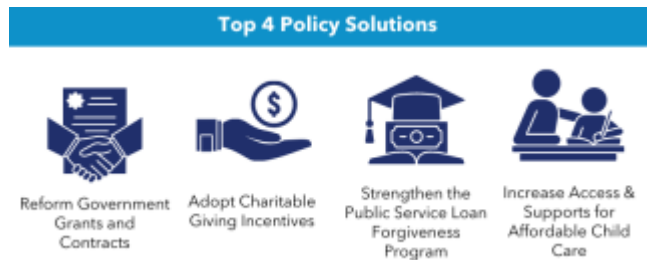 Top 4 Policy Solutions
Reform Government
Grants and
Contracts
Adopt Charitable
Giving Incentives
Strengthen the
Public Service Loan
Forgiveness
Program
Increase Access &
Supports for
Affordable Child
Care